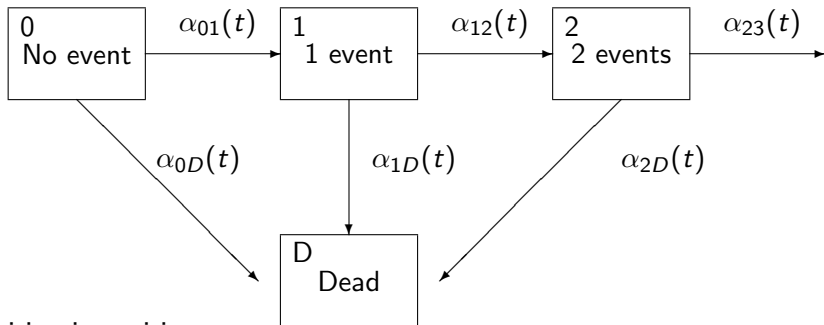 0 α₀₁(t) 1 α₁₂(t) 2 α₂₃(t)
No event 1 event 2 events
α₀D(t) α₁D(t) α₂D(t)
D
Dead